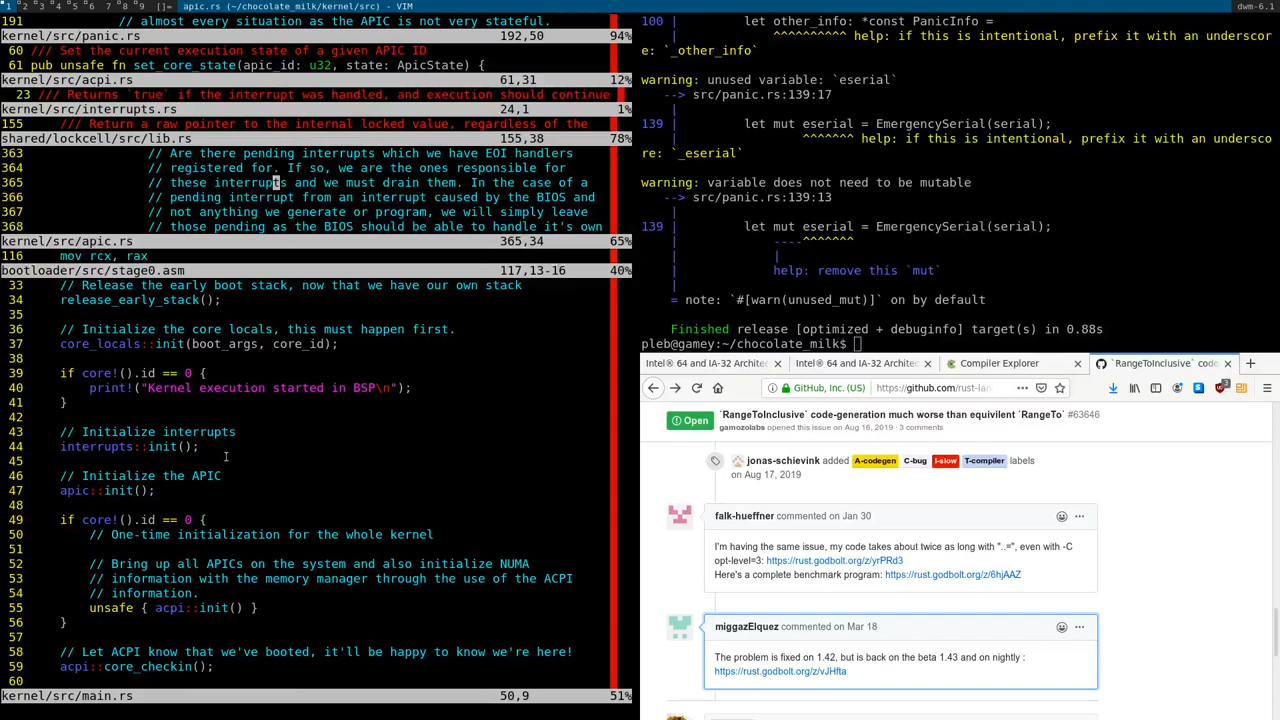 1 2 3 4 5 6 7 8 9 []= apic.rs (~/chocolate_milk/kernel/src) - VIM
dwm-6.1
191 // almost every situation as the APIC is not very stateful.
kernel/src/panic.rs 192,50 94%
60 /// Set the current execution state of a given APIC ID
61 pub unsafe fn set_core_state(apic_id: u32, state: ApicState) {
kernel/src/acpi.rs 61,31 12%
23 /// Returns `true` if the interrupt was handled, and execution should continue
kernel/src/interrupts.rs 24,1 1%
155 /// Return a raw pointer to the internal locked value, regardless of the
shared/lockcell/src/lib.rs 155,38 78%
363 // Are there pending interrupts which we have EOI handlers
364 // registered for. If so, we are the ones responsible for
365 // these interrupts and we must drain them. In the case of a
366 // pending interrupt from an interrupt caused by the BIOS and
367 // not anything we generate or program, we will simply leave
368 // those pending as the BIOS should be able to handle it's own
kernel/src/apic.rs 365,34 65%
116 mov rcx, rax
bootloader/src/stage0.asm 117,13-16 40%
33 // Release the early boot stack, now that we have our own stack
34 release_early_stack();
35
36 // Initialize the core locals, this must happen first.
37 core_locals::init(boot_args, core_id);
38
39 if core!().id == 0 {
40 print!("Kernel execution started in BSP\n");
41 }
42
43 // Initialize interrupts
44 interrupts::init();
45
46 // Initialize the APIC
47 apic::init();
48
49 if core!().id == 0 {
50 // One-time initialization for the whole kernel
51
52 // Bring up all APICs on the system and also initialize NUMA
53 // information with the memory manager through the use of the ACPI
54 // information.
55 unsafe { acpi::init() }
56 }
57
58 // Let ACPI know that we've booted, it'll be happy to know we're here!
59 acpi::core_checkin();
60
kernel/src/main.rs 50,9 51%
100 | let other_info: *const PanicInfo =
| ^^^^^^^^^^ help: if this is intentional, prefix it with an underscor
e: `_other_info`
warning: unused variable: `eserial`
--> src/panic.rs:139:17
|
139 | let mut eserial = EmergencySerial(serial);
| ^^^^^^^ help: if this is intentional, prefix it with an undersco
re: `_eserial`
warning: variable does not need to be mutable
--> src/panic.rs:139:13
|
139 | let mut eserial = EmergencySerial(serial);
| ----^^^^^^^
| |
| help: remove this `mut`
|
= note: `#[warn(unused_mut)]` on by default
Finished release [optimized + debuginfo] target(s) in 0.88s
pleb@gamey:~/chocolate_milk$
Intel® 64 and IA-32 Archite Intel® 64 and IA-32 Archite Compiler Explorer `RangeToInclusive` code
GitHub, Inc. (US) https://github.com/rust-lan
3
Open `RangeToInclusive` code-generation much worse than equivilent `RangeTo` #63646
gamozolabs opened this issue on Aug 16, 2019 · 3 comments
jonas-schievink added A-codegen C-bug I-slow T-compiler labels
on Aug 17, 2019
falk-hueffner commented on Jan 30
I'm having the same issue, my code takes about twice as long with "..=", even with -C
opt-level=3: https://rust.godbolt.org/z/yrPRd3
Here's a complete benchmark program: https://rust.godbolt.org/z/6hjAAZ
miggazElquez commented on Mar 18
The problem is fixed on 1.42, but is back on the beta 1.43 and on nightly :
https://rust.godbolt.org/z/vJHfta